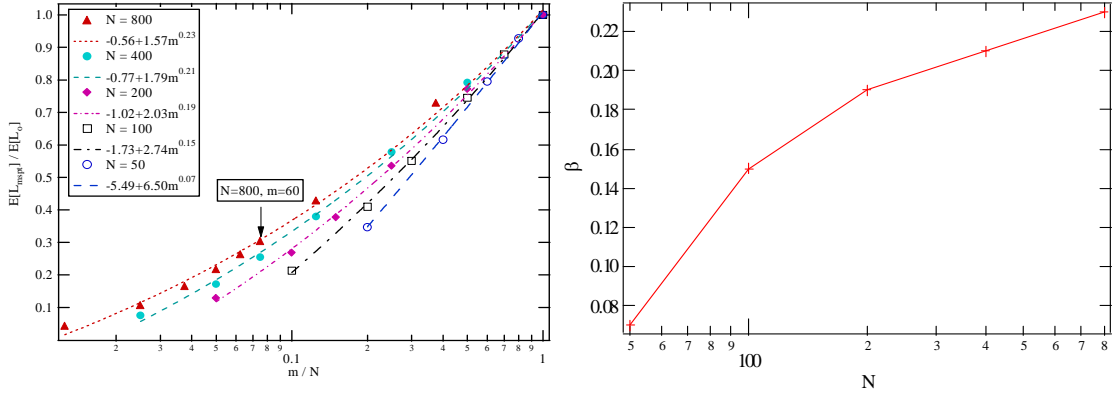 1.0
0.9
0.8
0.7
0.6
0.5
0.4
0.3
0.2
0.1
E[L_mspt] / E[L_o]
N = 800
-0.56+1.57m^0.23
N = 400
-0.77+1.79m^0.21
N = 200
-1.02+2.03m^0.19
N = 100
-1.73+2.74m^0.15
N = 50
-5.49+6.50m^0.07
N=800, m=60
2 3 4 5 6 7 8 9 2 3 4 5 6 7 8 9
0.1 1
m / N
0.22
0.20
0.18
0.16
0.14
0.12
0.10
0.08
β
5 6 7 8 9 2 3 4 5 6 7 8
100
N